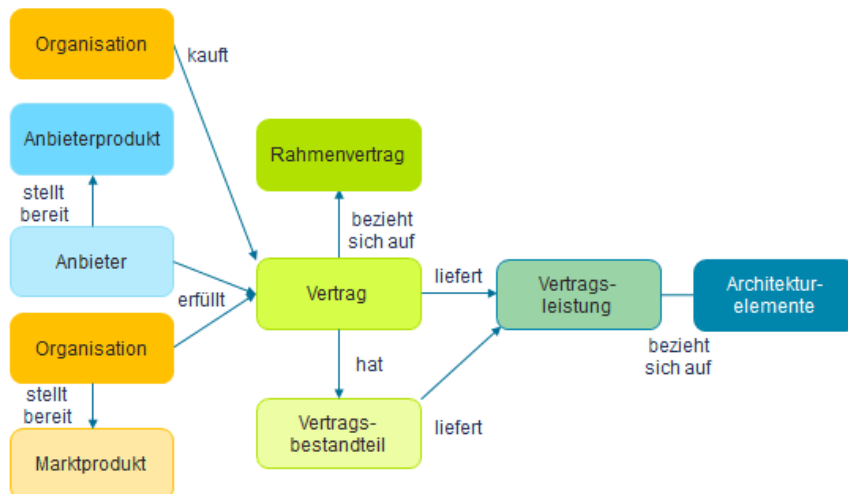 Organisation
kauft
Anbieterprodukt
Rahmenvertrag
stellt
bereit
bezieht
sich auf
Anbieter
erfüllt
Vertrag
liefert
Vertrags-
leistung
Architektur-
elemente
Organisation
bezieht
sich auf
stellt
bereit
hat
Vertrags-
bestandteil
liefert
Marktprodukt